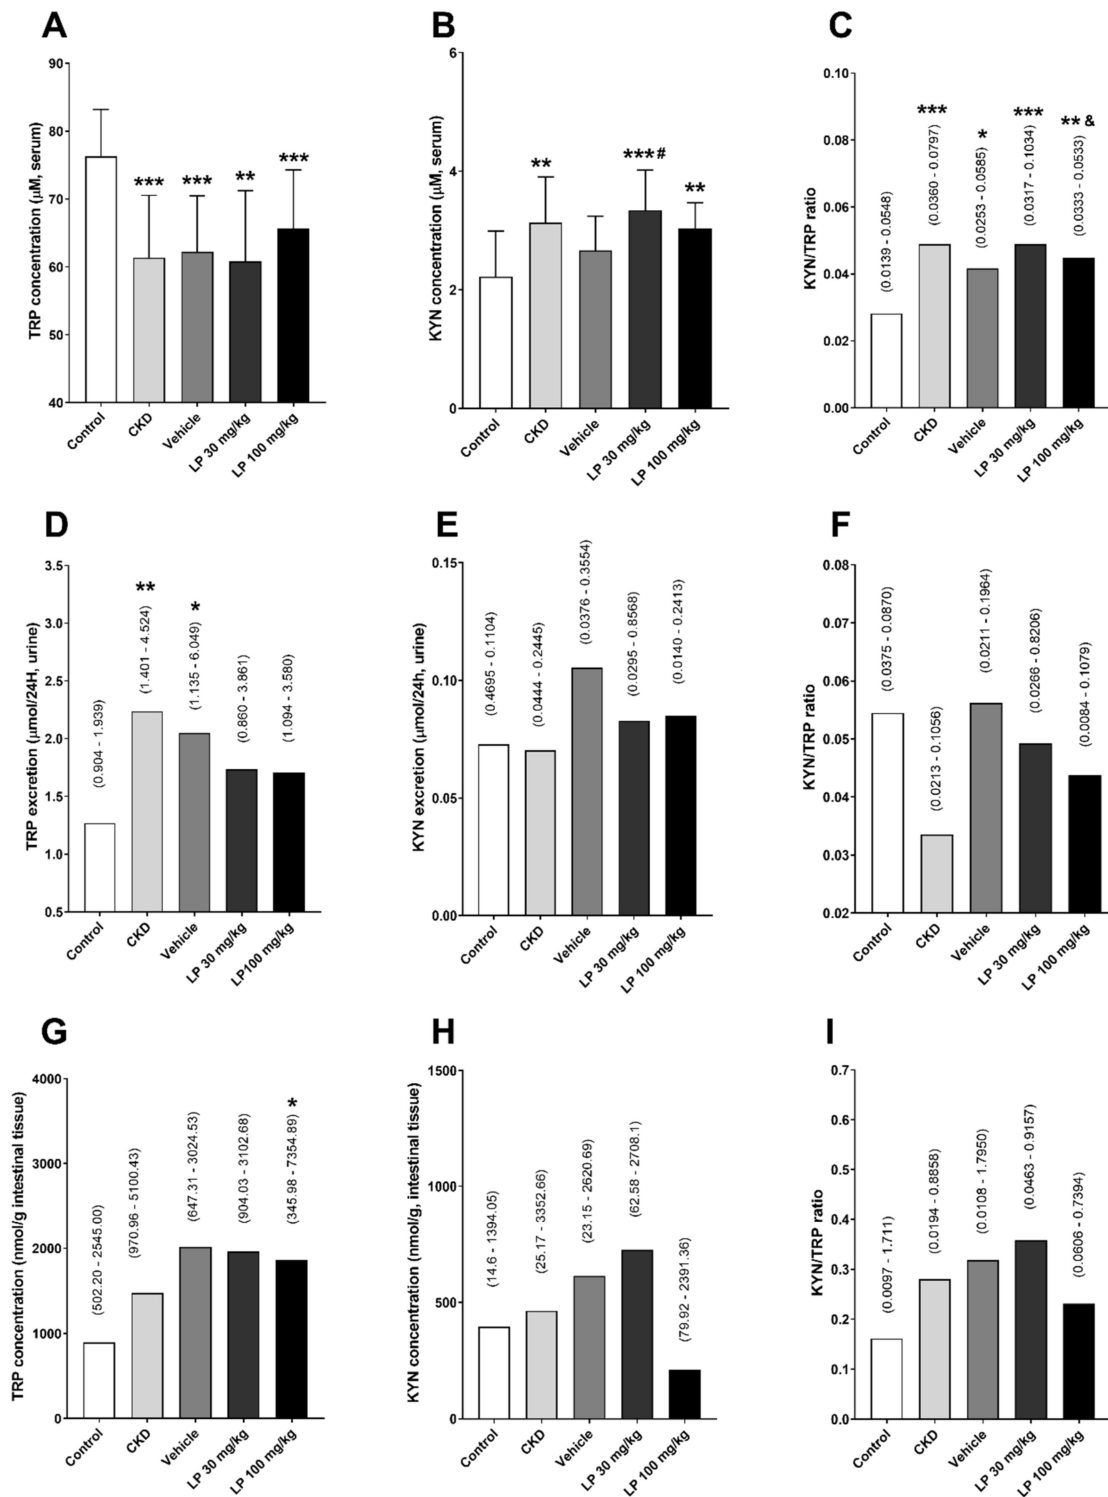 A
TRP concentration (μM, serum)
90
80
70
60
50
40
***
***
**
***
Control
CKD
Vehicle
LP 30 mg/kg
LP 100 mg/kg
B
KYN concentration (μM, serum)
6
4
2
0
**
***#
**
Control
CKD
Vehicle
LP 30 mg/kg
LP 100 mg/kg
C
KYN/TRP ratio
0.10
0.08
0.06
0.04
0.02
0.00
(0.0139 - 0.0548)
(0.0360 - 0.0797)
***
(0.0253 - 0.0585)
*
(0.0317 - 0.1034)
***
(0.0333 - 0.0533)
** &
Control
CKD
Vehicle
LP 30 mg/kg
LP 100 mg/kg
D
TRP excretion (μmol/24H, urine)
3.5
3.0
2.5
2.0
1.5
1.0
0.5
(0.904 - 1.939)
(1.401 - 4.524)
**
(1.135 - 6.049)
*
(0.860 - 3.861)
(1.094 - 3.580)
Control
CKD
Vehicle
LP 30 mg/kg
LP 100 mg/kg
E
KYN excretion (μmol/24h, urine)
0.15
0.10
0.05
0.00
(0.4695 - 0.1104)
(0.0444 - 0.2445)
(0.0376 - 0.3554)
(0.0295 - 0.8568)
(0.0140 - 0.2413)
Control
CKD
Vehicle
LP 30 mg/kg
LP 100 mg/kg
F
KYN/TRP ratio
0.08
0.07
0.06
0.05
0.04
0.03
0.02
(0.0375 - 0.0870)
(0.0213 - 0.1056)
(0.0211 - 0.1964)
(0.0266 - 0.8206)
(0.0084 - 0.1079)
Control
CKD
Vehicle
LP 30 mg/kg
LP 100 mg/kg
G
TRP concentration (nmol/g intestinal tissue)
4000
3000
2000
1000
0
(502.20 - 2545.00)
(970.96 - 5100.43)
(647.31 - 3024.53)
(904.03 - 3102.68)
(345.98 - 7354.89)
*
Control
CKD
Vehicle
LP 30 mg/kg
LP 100 mg/kg
H
KYN concentration (nmol/g, intestinal tissue)
1500
1000
500
0
(14.6 - 1394.05)
(25.17 - 3352.66)
(23.15 - 2620.69)
(62.58 - 2708.1)
(79.92 - 2391.36)
Control
CKD
Vehicle
LP 30 mg/kg
LP 100 mg/kg
I
KYN/TRP ratio
0.7
0.6
0.5
0.4
0.3
0.2
0.1
0.0
(0.0097 - 1.711)
(0.0194 - 0.8858)
(0.0108 - 1.7950)
(0.0463 - 0.9157)
(0.0606 - 0.7394)
Control
CKD
Vehicle
LP 30 mg/kg
LP 100 mg/kg